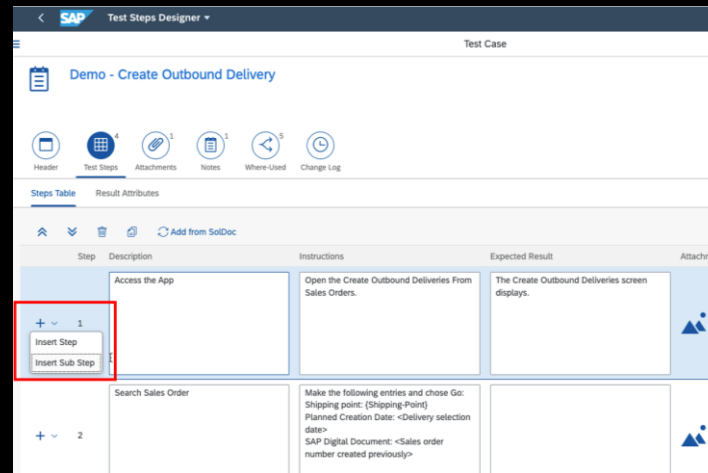 SAP Test Steps Designer
Test Case
Demo - Create Outbound Delivery
4 1 1 5
Header Test Steps Attachments Notes Where-Used Change Log
Steps Table Result Attributes
Add from SolDoc
Step Description Instructions Expected Result Attachm
Access the App
Open the Create Outbound Deliveries From
Sales Orders.
The Create Outbound Deliveries screen
displays.
1
Insert Step
Insert Sub Step
Search Sales Order
Make the following entries and chose Go:
Shipping point: {Shipping-Point}
Planned Creation Date: <Delivery selection
date>
SAP Digital Document: <Sales order
number created previously>
2